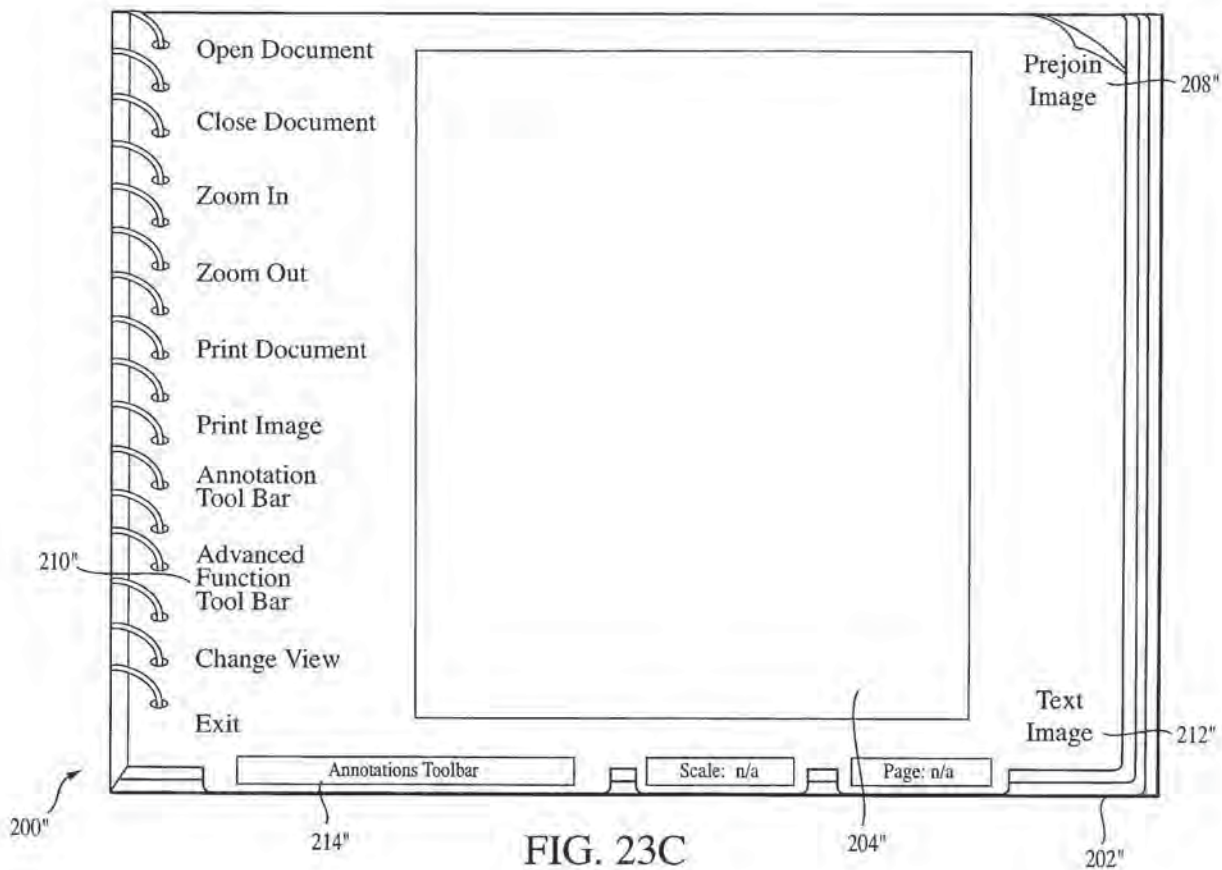 Open Document
Prejoin
Image
208"
Close Document
Zoom In
Zoom Out
Print Document
Print Image
Annotation
Tool Bar
210"
Advanced
Function
Tool Bar
Change View
Exit
Text
Image
212"
Annotations Toolbar
Scale: n/a
Page: n/a
200"
214"
204"
202"
FIG. 23C